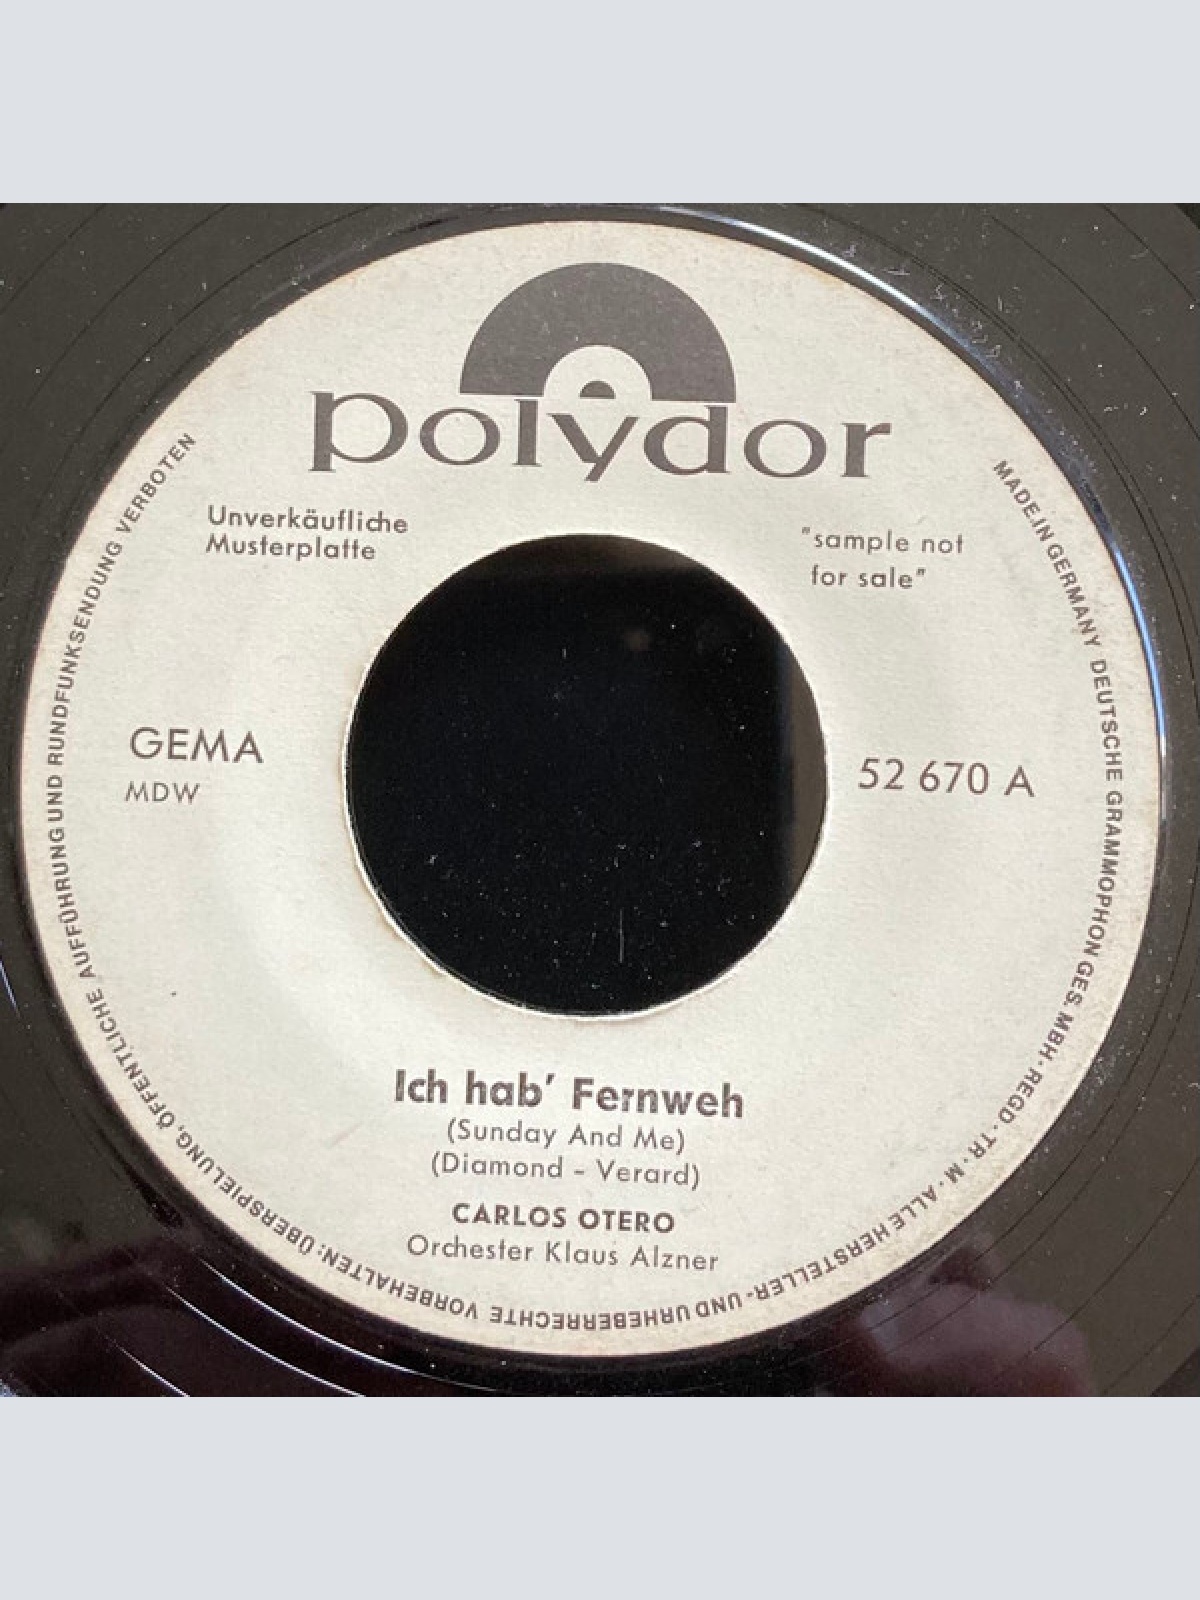 polydor
Unverkäufliche
Musterplatte
"sample not
for sale"
GEMA
MDW
52 670 A
Ich hab' Fernweh
(Sunday And Me)
(Diamond - Verard)
CARLOS OTERO
Orchester Klaus Alzner
MADE IN GERMANY DEUTSCHE GRAMMOPHON GES. MBH · REGD · TR · M · ALLE HERSTELLER- UND URHEBERRECHTE VORBEHALTEN: ÜBERSPIELUNG, ÖFFENTLICHE AUFFÜHRUNG UND RUNDFUNKSENDUNG VERBOTEN